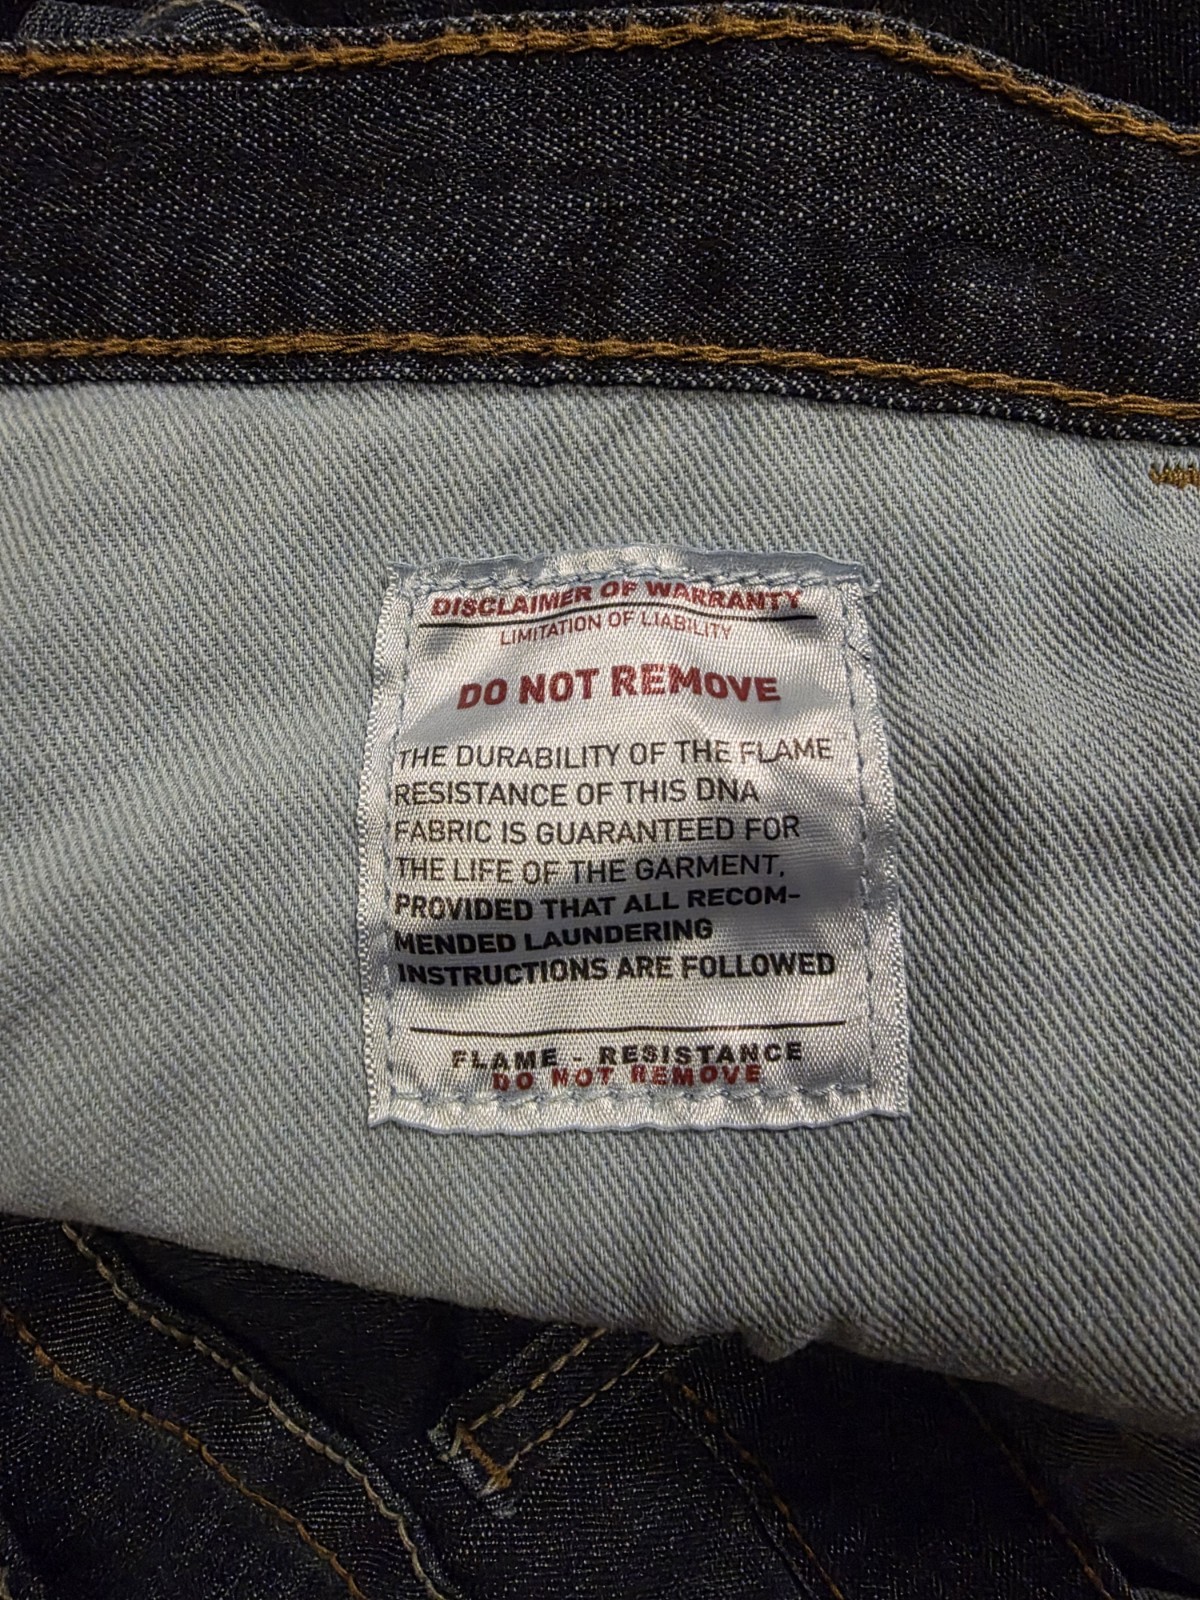 DISCLAIMER OF WARRANTY
LIMITATION OF LIABILITY
DO NOT REMOVE
THE DURABILITY OF THE FLAME
RESISTANCE OF THIS DNA
FABRIC IS GUARANTEED FOR
THE LIFE OF THE GARMENT,
PROVIDED THAT ALL RECOM-
MENDED LAUNDERING
INSTRUCTIONS ARE FOLLOWED
FLAME - RESISTANCE
DO NOT REMOVE